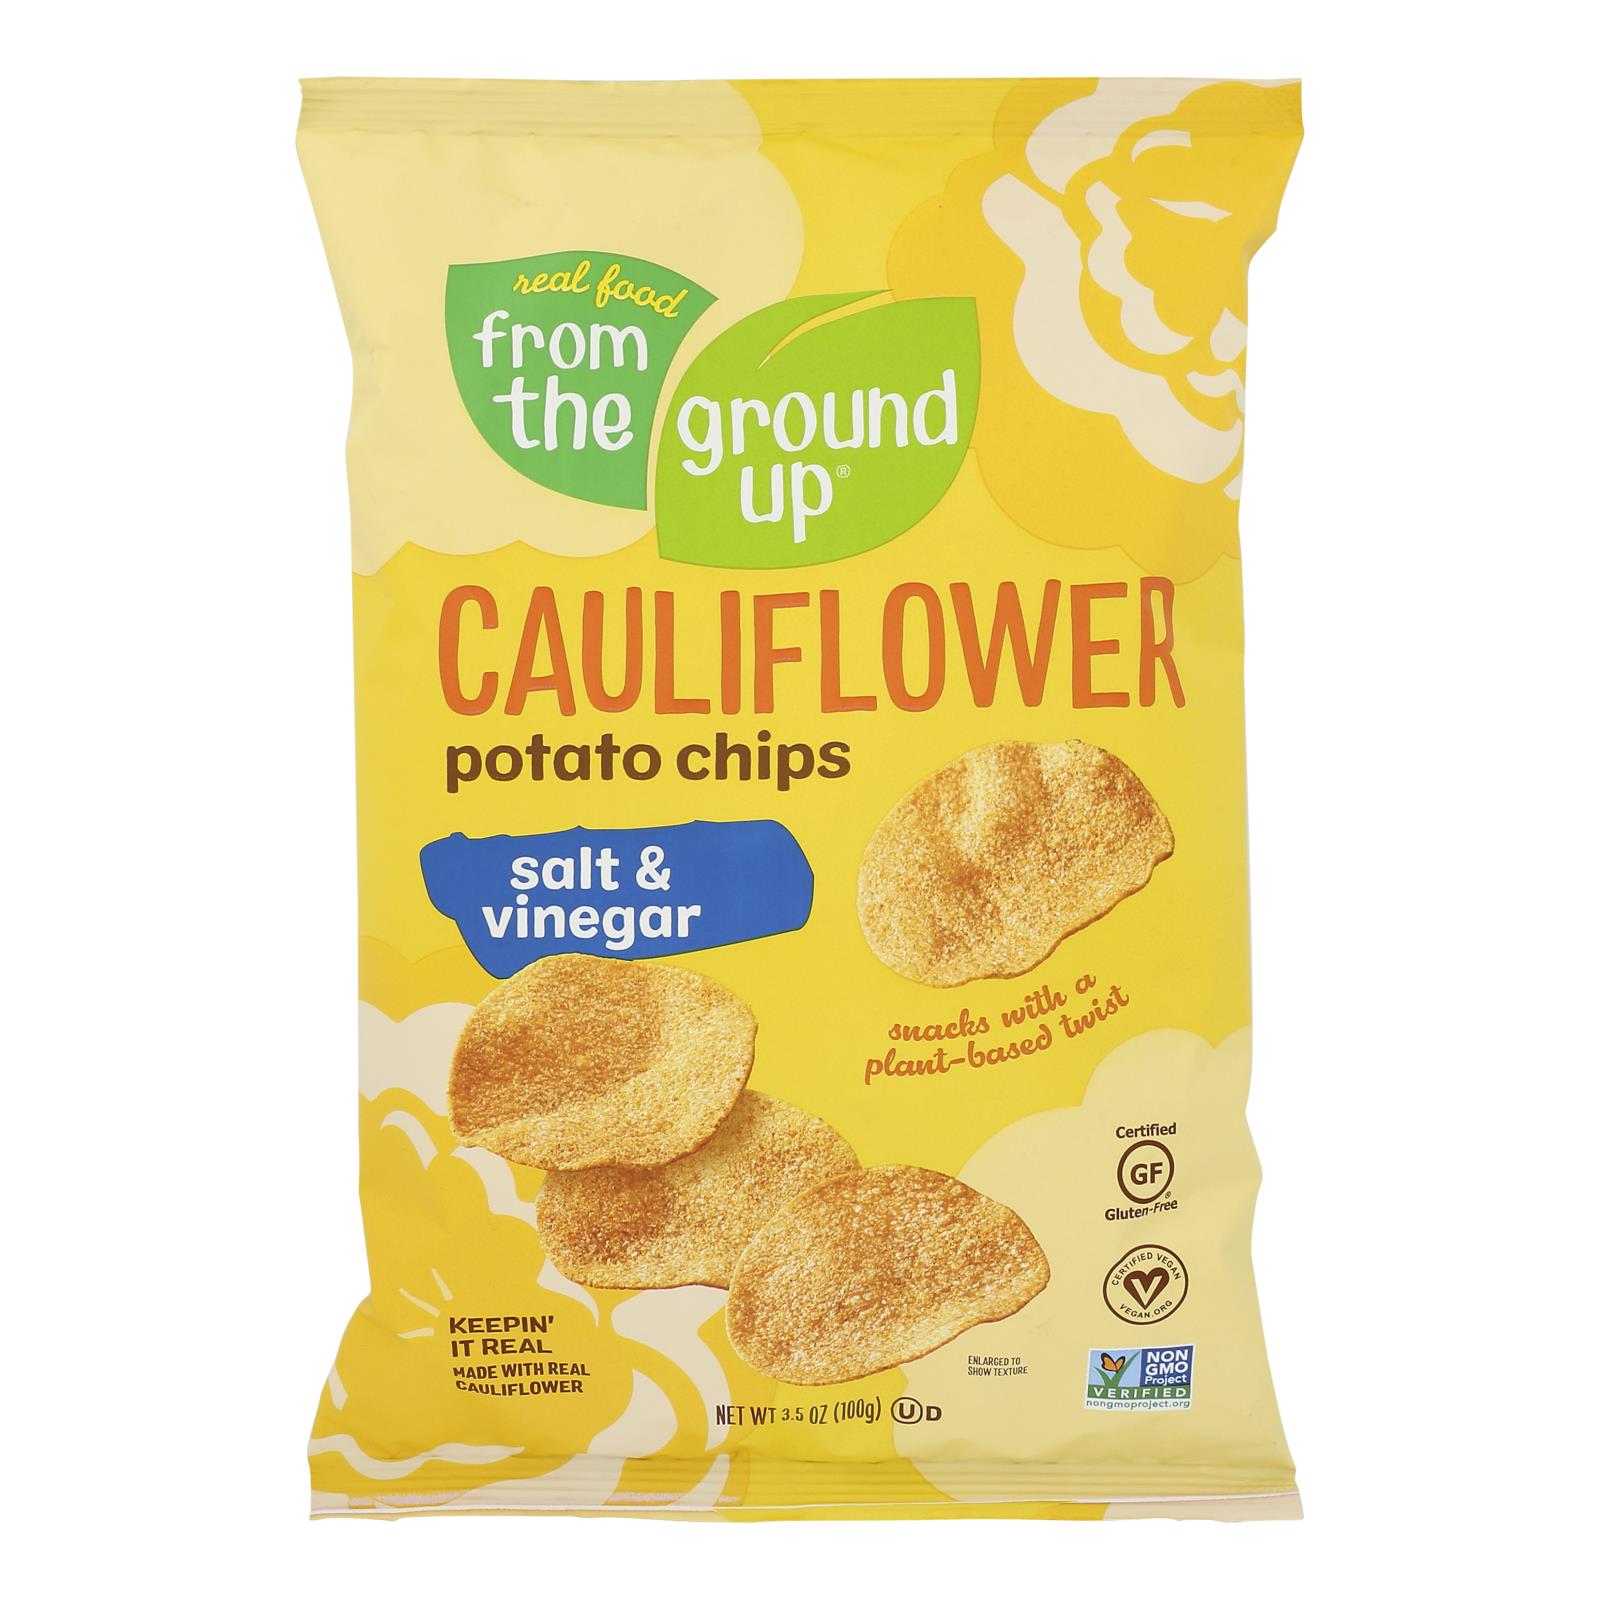 real food
from
the
ground
up®
CAULIFLOWER
potato chips
salt &
vinegar
snacks with a
plant-based twist
Certified
GF
®
Gluten-Free
CERTIFIED VEGAN
V
VEGAN.ORG
KEEPIN'
IT REAL
MADE WITH REAL
CAULIFLOWER
ENLARGED TO
SHOW TEXTURE
NON
GMO
Project
VERIFIED
nongmoproject.org
NET WT 3.5 OZ (100g) U D